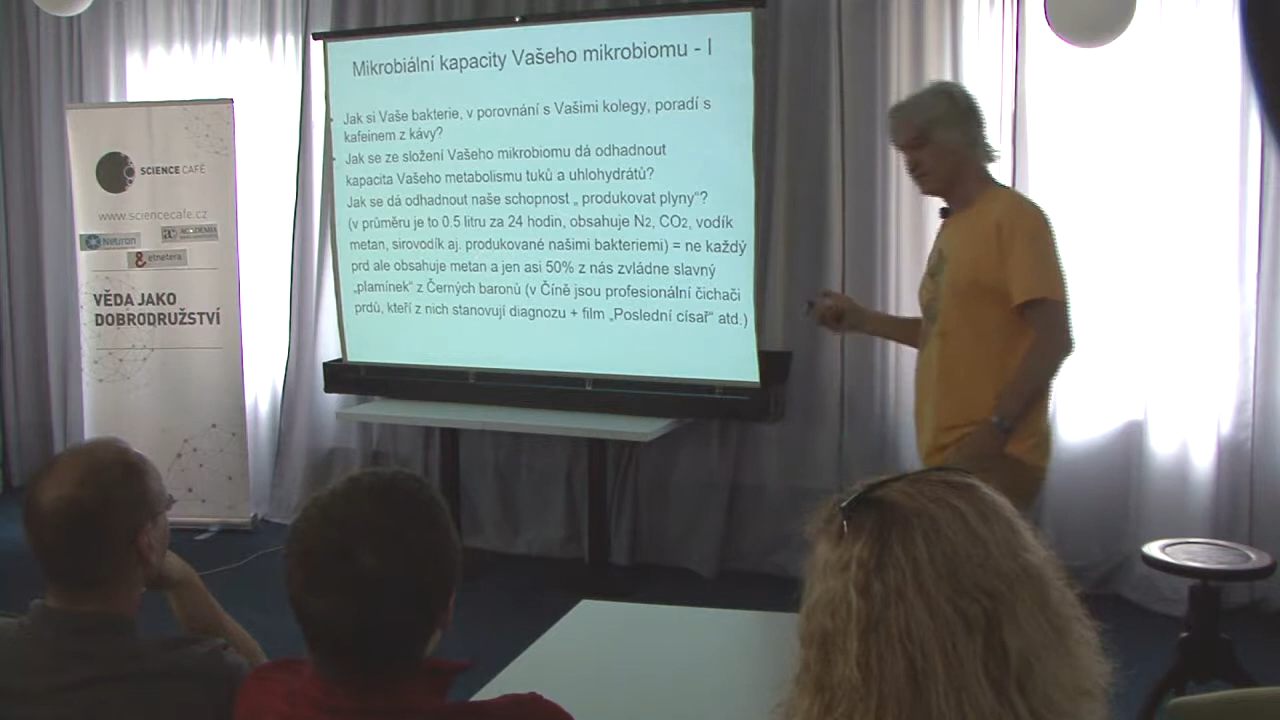 Mikrobiální kapacity Vašeho mikrobiomu - I
Jak si Vaše bakterie, v porovnání s Vašimi kolegy, poradí s
kafeinem z kávy?
Jak se ze složení Vašeho mikrobiomu dá odhadnout
kapacita Vašeho metabolismu tuků a uhlohydrátů?
Jak se dá odhadnout naše schopnost „ produkovat plyny“?
(v průměru je to 0.5 litru za 24 hodin, obsahuje N2, CO2, vodík
metan, sirovodík aj. produkované našimi bakteriemi) = ne každý
prd ale obsahuje metan a jen asi 50% z nás zvládne slavný
„plamínek“ z Černých baronů (v Číně jsou profesionální čichači
prdů, kteří z nich stanovují diagnozu + film „Poslední císař“ atd.)
SCIENCE CAFÉ
www.sciencecafe.cz
Neuron
ACADEMIA
etnetera
VĚDA JAKO
DOBRODRUŽSTVÍ